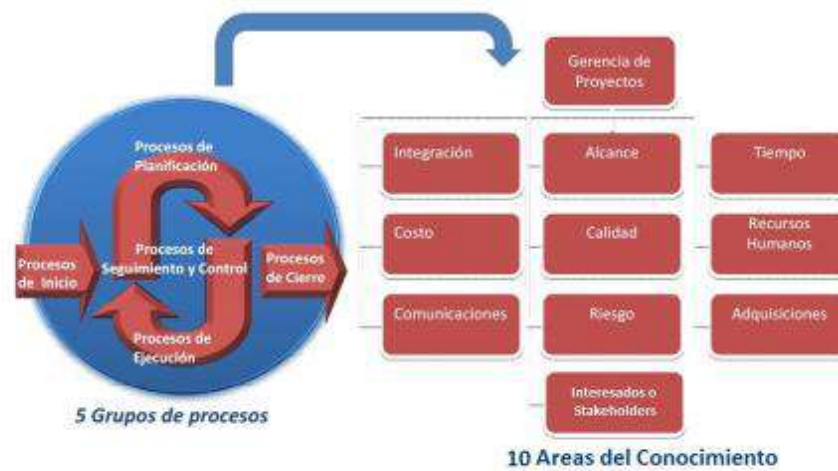 Procesos de
Planificación
Procesos
de Inicio
Procesos de
Seguimiento y Control
Procesos
de Cierre
Procesos de
Ejecución
5 Grupos de procesos
Gerencia de
Proyectos
Integración
Alcance
Tiempo
Costo
Calidad
Recursos
Humanos
Comunicaciones
Riesgo
Adquisiciones
Interesados o
Stakeholders
10 Areas del Conocimiento